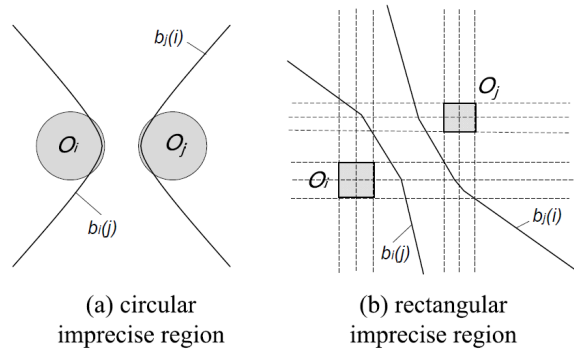 bj(i)
Oi
Oj
bi(j)
Oj
Oi
bj(i)
bi(j)
(a) circular
imprecise region
(b) rectangular
imprecise region